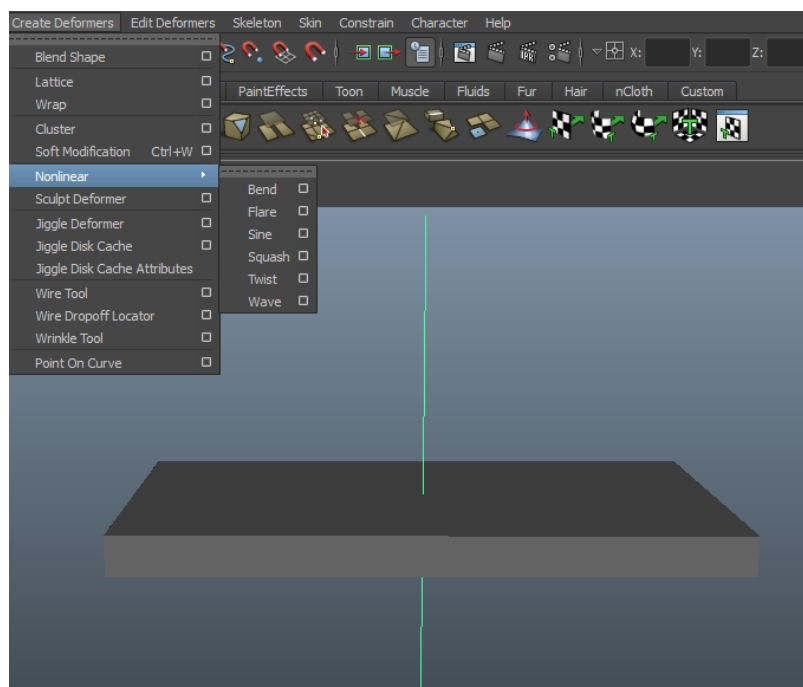 Create Deformers Edit Deformers Skeleton Skin Constrain Character Help
Blend Shape
X: Y: Z:
Lattice
PaintEffects Toon Muscle Fluids Fur Hair nCloth Custom
Wrap
Cluster
Soft Modification Ctrl+W
Nonlinear
Sculpt Deformer
Jiggle Deformer
Jiggle Disk Cache
Jiggle Disk Cache Attributes
Wire Tool
Wire Dropoff Locator
Wrinkle Tool
Point On Curve
Bend
Flare
Sine
Squash
Twist
Wave